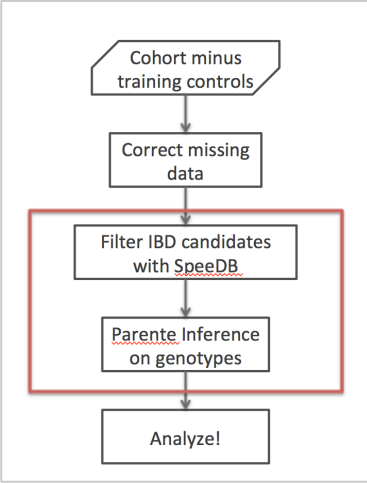 Cohort minus
training controls
Correct missing
data
Filter IBD candidates
with SpeeDB
Parente Inference
on genotypes
Analyze!